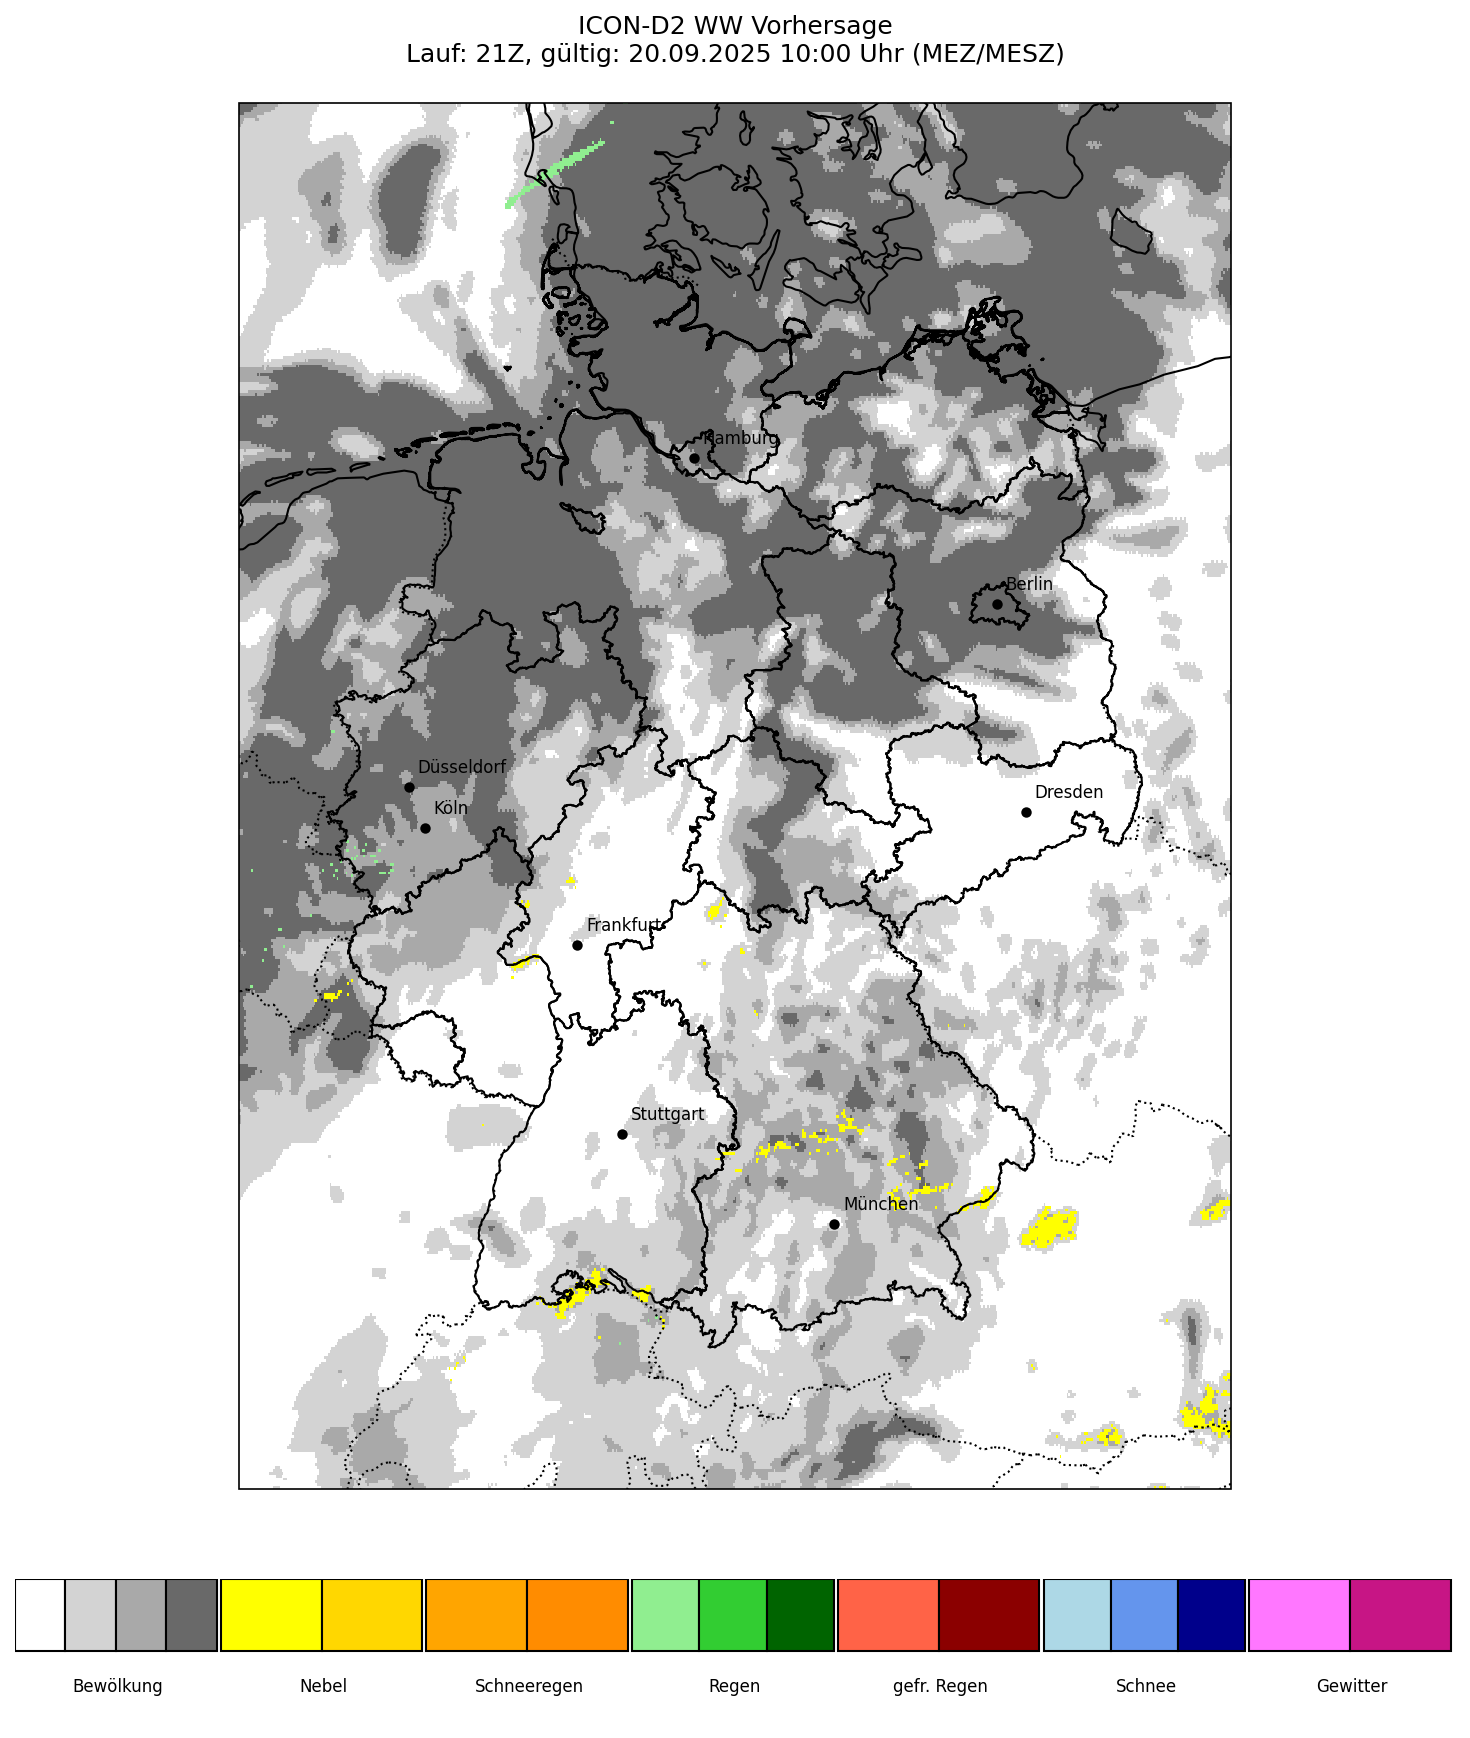 ICON-D2 WW Vorhersage
Lauf: 21Z, gültig: 20.09.2025 10:00 Uhr (MEZ/MESZ)
Hamburg
Berlin
Düsseldorf
Köln
Dresden
Frankfurt
Stuttgart
München
Bewölkung
Nebel
Schneeregen
Regen
gefr. Regen
Schnee
Gewitter